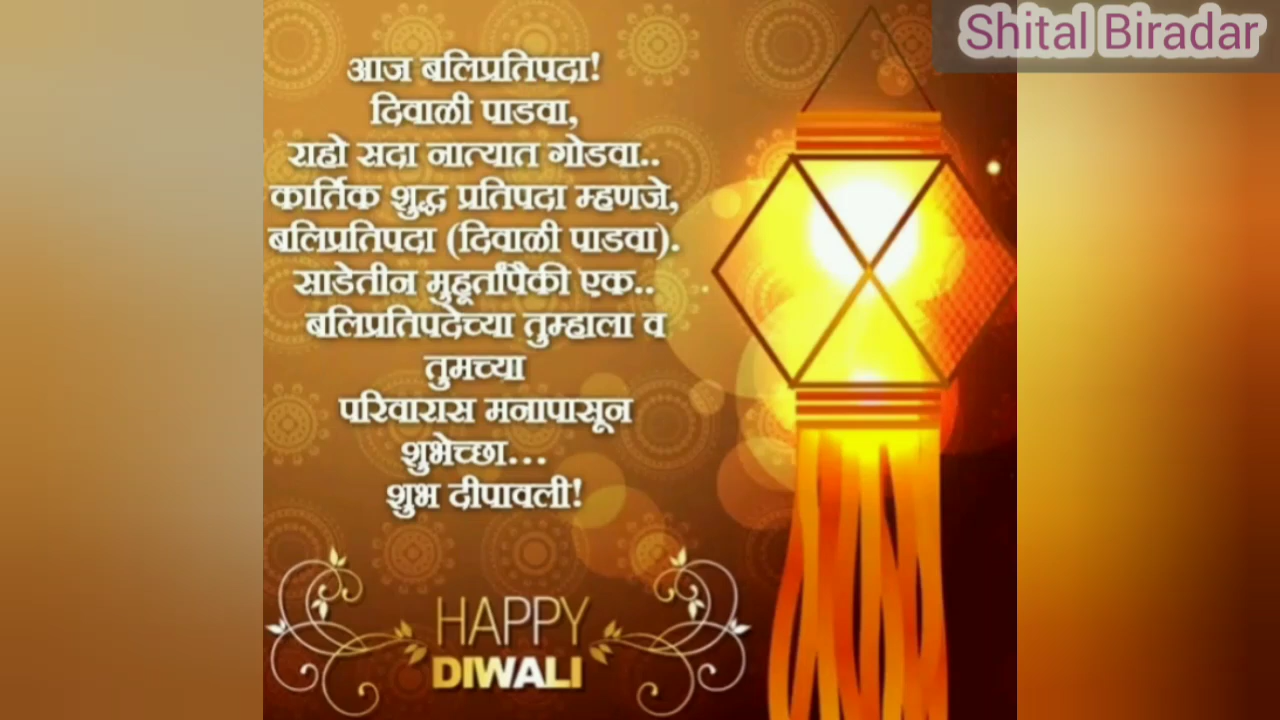 Shital Biradar
आज बलिप्रतिपदा!
दिवाळी पाडवा,
राहो सदा नात्यात गोडवा..
कार्तिक शुद्ध प्रतिपदा म्हणजे,
बलिप्रतिपदा (दिवाळी पाडवा).
साडेतीन मुहूर्तांपैकी एक..
बलिप्रतिपदेच्या तुम्हाला व
तुमच्या
परिवारास मनापासून
शुभेच्छा...
शुभ दीपावली!
HAPPY
DIWALI